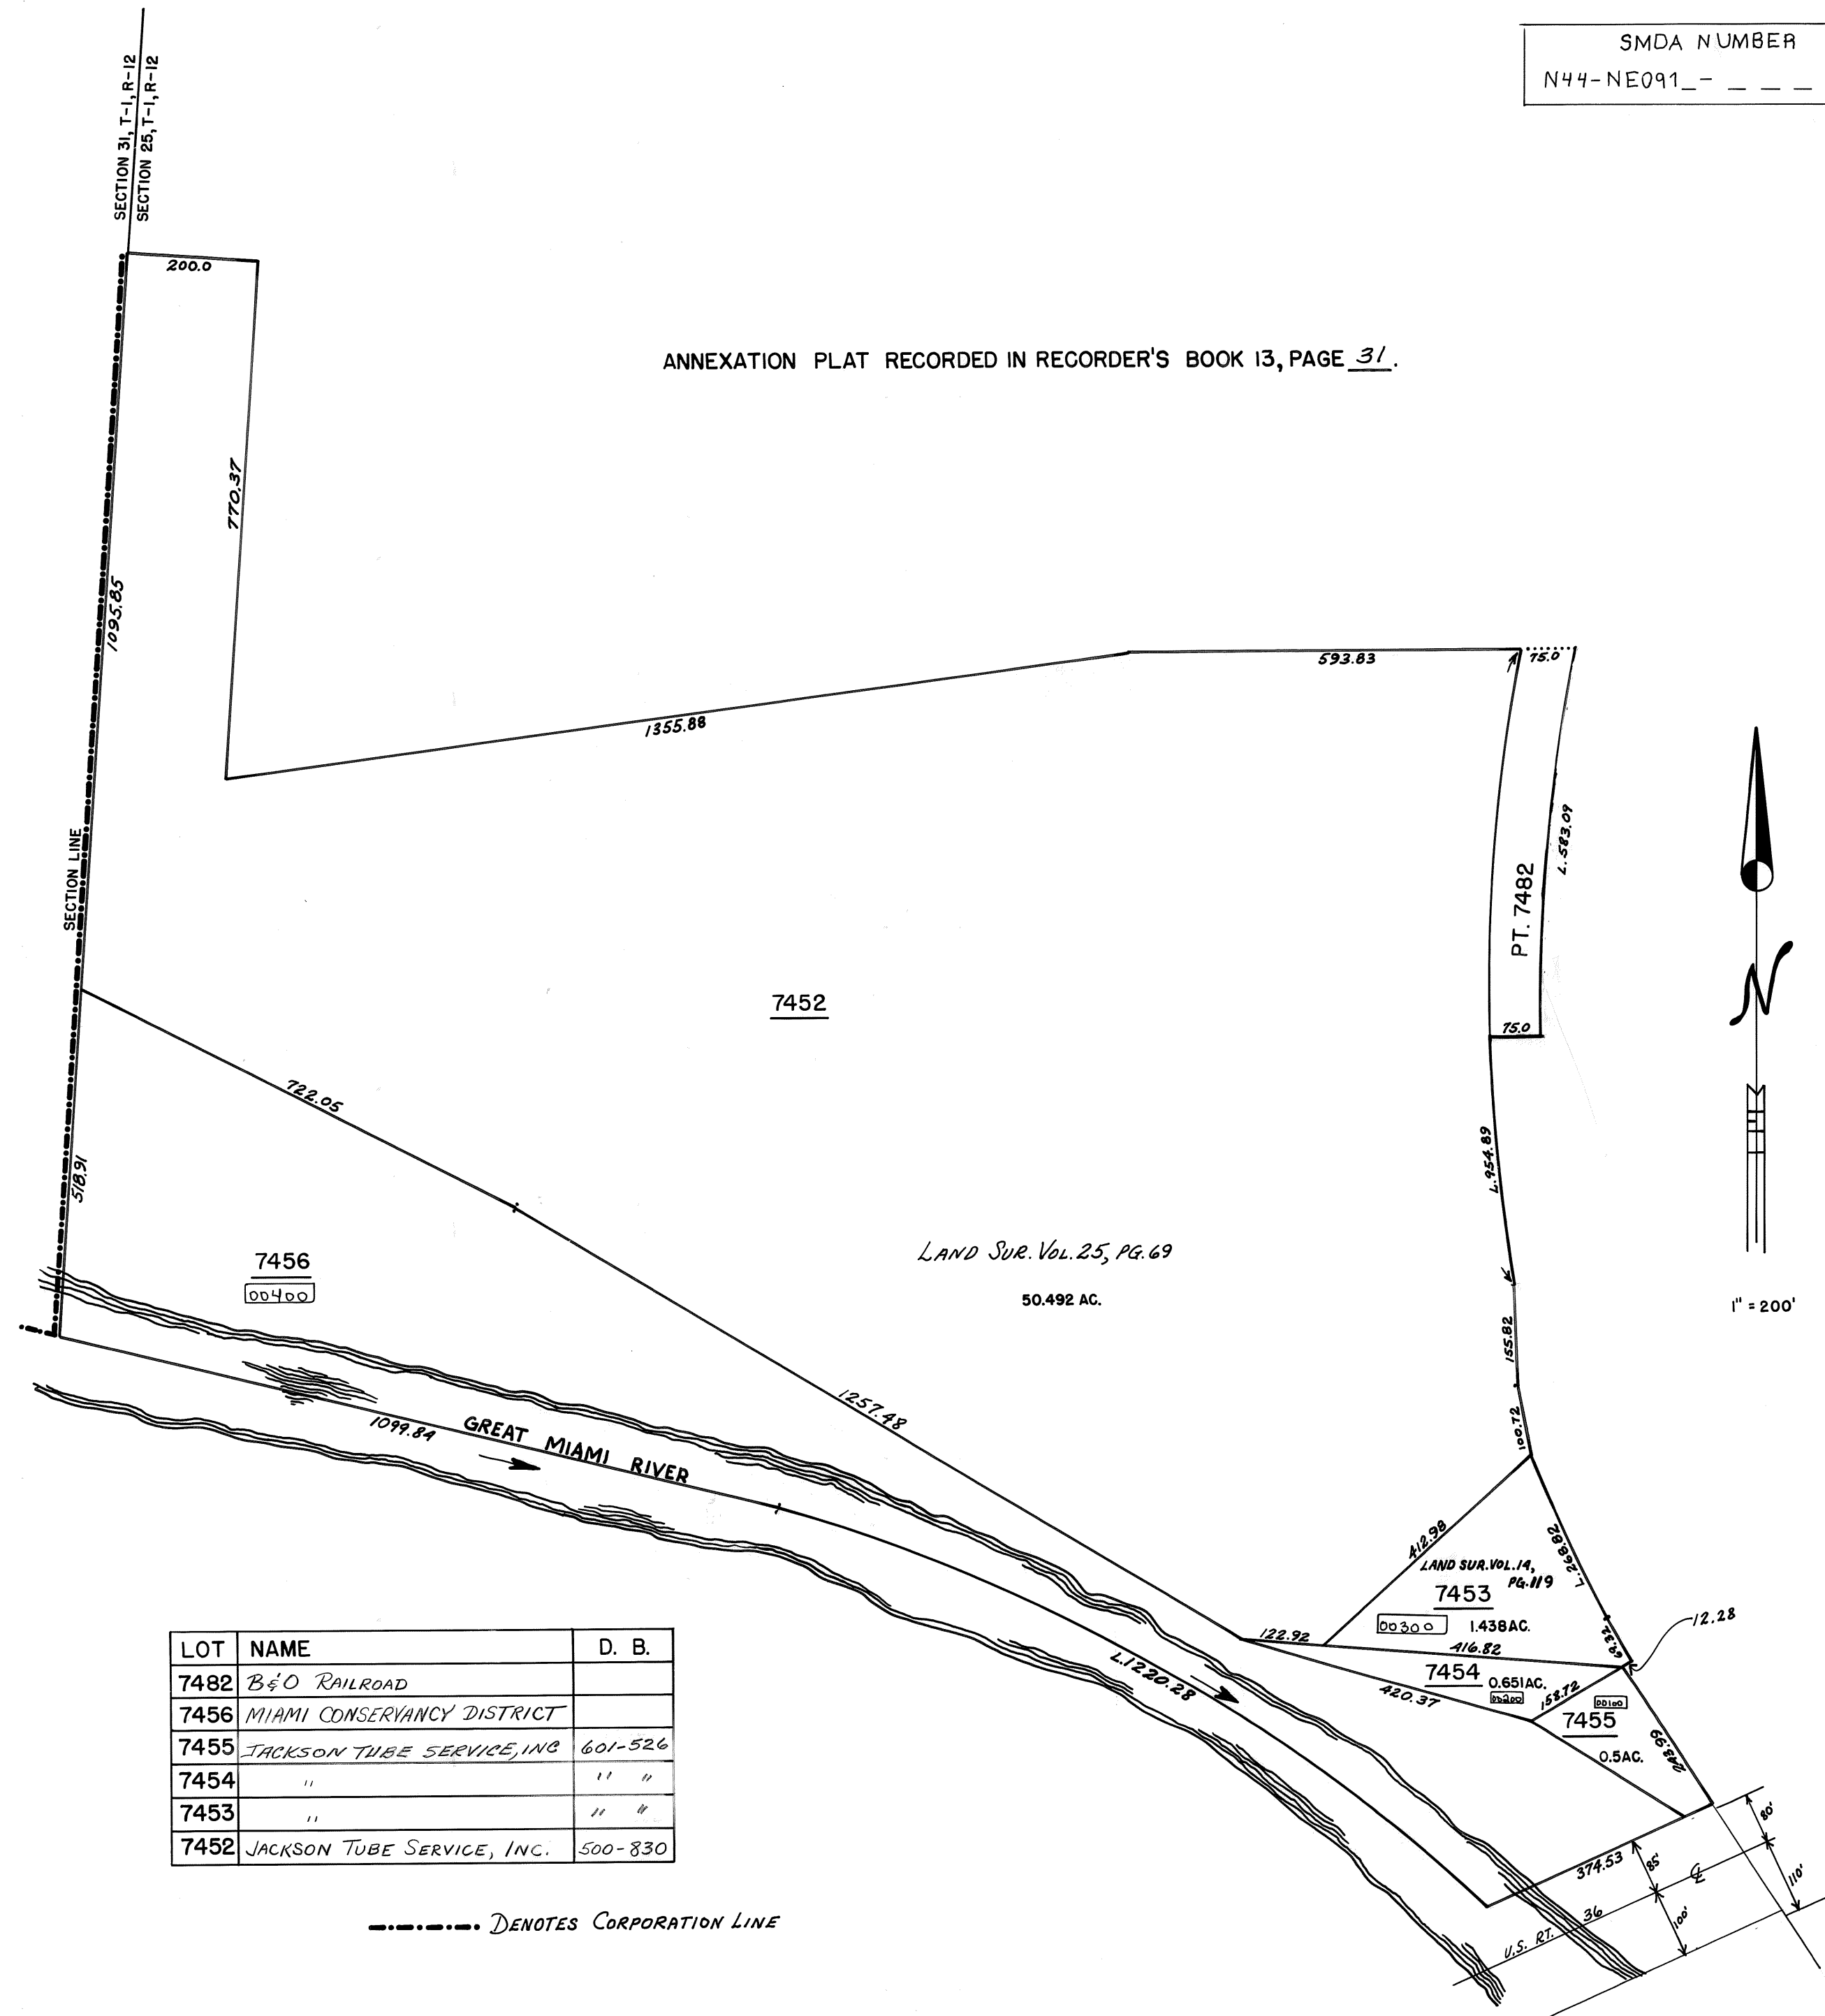 SMDA NUMBER
N44-NE091_- _ _ _
SECTION 31, T-1, R-12
SECTION 25, T-1, R-12
200.0
ANNEXATION PLAT RECORDED IN RECORDER'S BOOK 13, PAGE 31.
770.37
1095.85
593.83
75.0
1355.88
L. 583.09
PT. 7482
SECTION LINE
N
7452
75.0
722.05
L. 954.89
518.91
LAND SUR. VOL. 25, PG. 69
7456
00400
50.492 AC.
1" = 200'
155.82
1257.48
100.72
1099.84
GREAT MIAMI RIVER
412.98
L. 268.82
LAND SUR. VOL. 14,
PG. 119
7453
00300
1.438 AC.
12.28
122.92
416.82
69.32
L. 1220.28
7454
0.651 AC.
00200
420.37
158.72
00100
7455
0.5 AC.
243.99
LOT NAME D. B.
7482 B & O RAILROAD
7456 MIAMI CONSERVANCY DISTRICT
7455 JACKSON TUBE SERVICE, INC 601-526
7454 " " "
7453 " " "
7452 JACKSON TUBE SERVICE, INC. 500-830
80'
374.53
85'
℄
110'
36
100'
U.S. RT.
DENOTES CORPORATION LINE